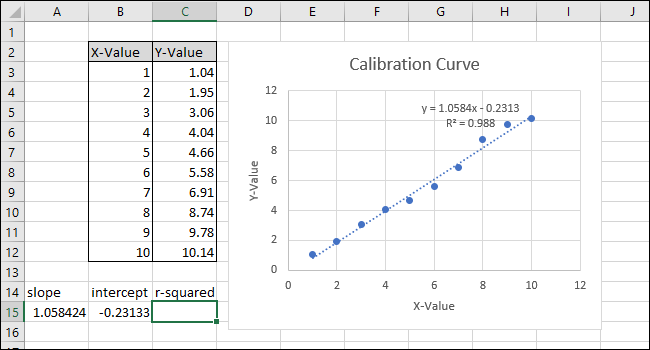 A B C D E F G H I J
1
2 X-Value Y-Value
3 1 1.04
4 2 1.95
5 3 3.06
6 4 4.04
7 5 4.66
8 6 5.58
9 7 6.91
10 8 8.74
11 9 9.78
12 10 10.14
13
14 slope intercept r-squared
15 1.058424 -0.23133
16
Calibration Curve
y = 1.0584x - 0.2313
R² = 0.988
12
10
8
6
4
2
0
0 2 4 6 8 10 12
Y-Value
X-Value